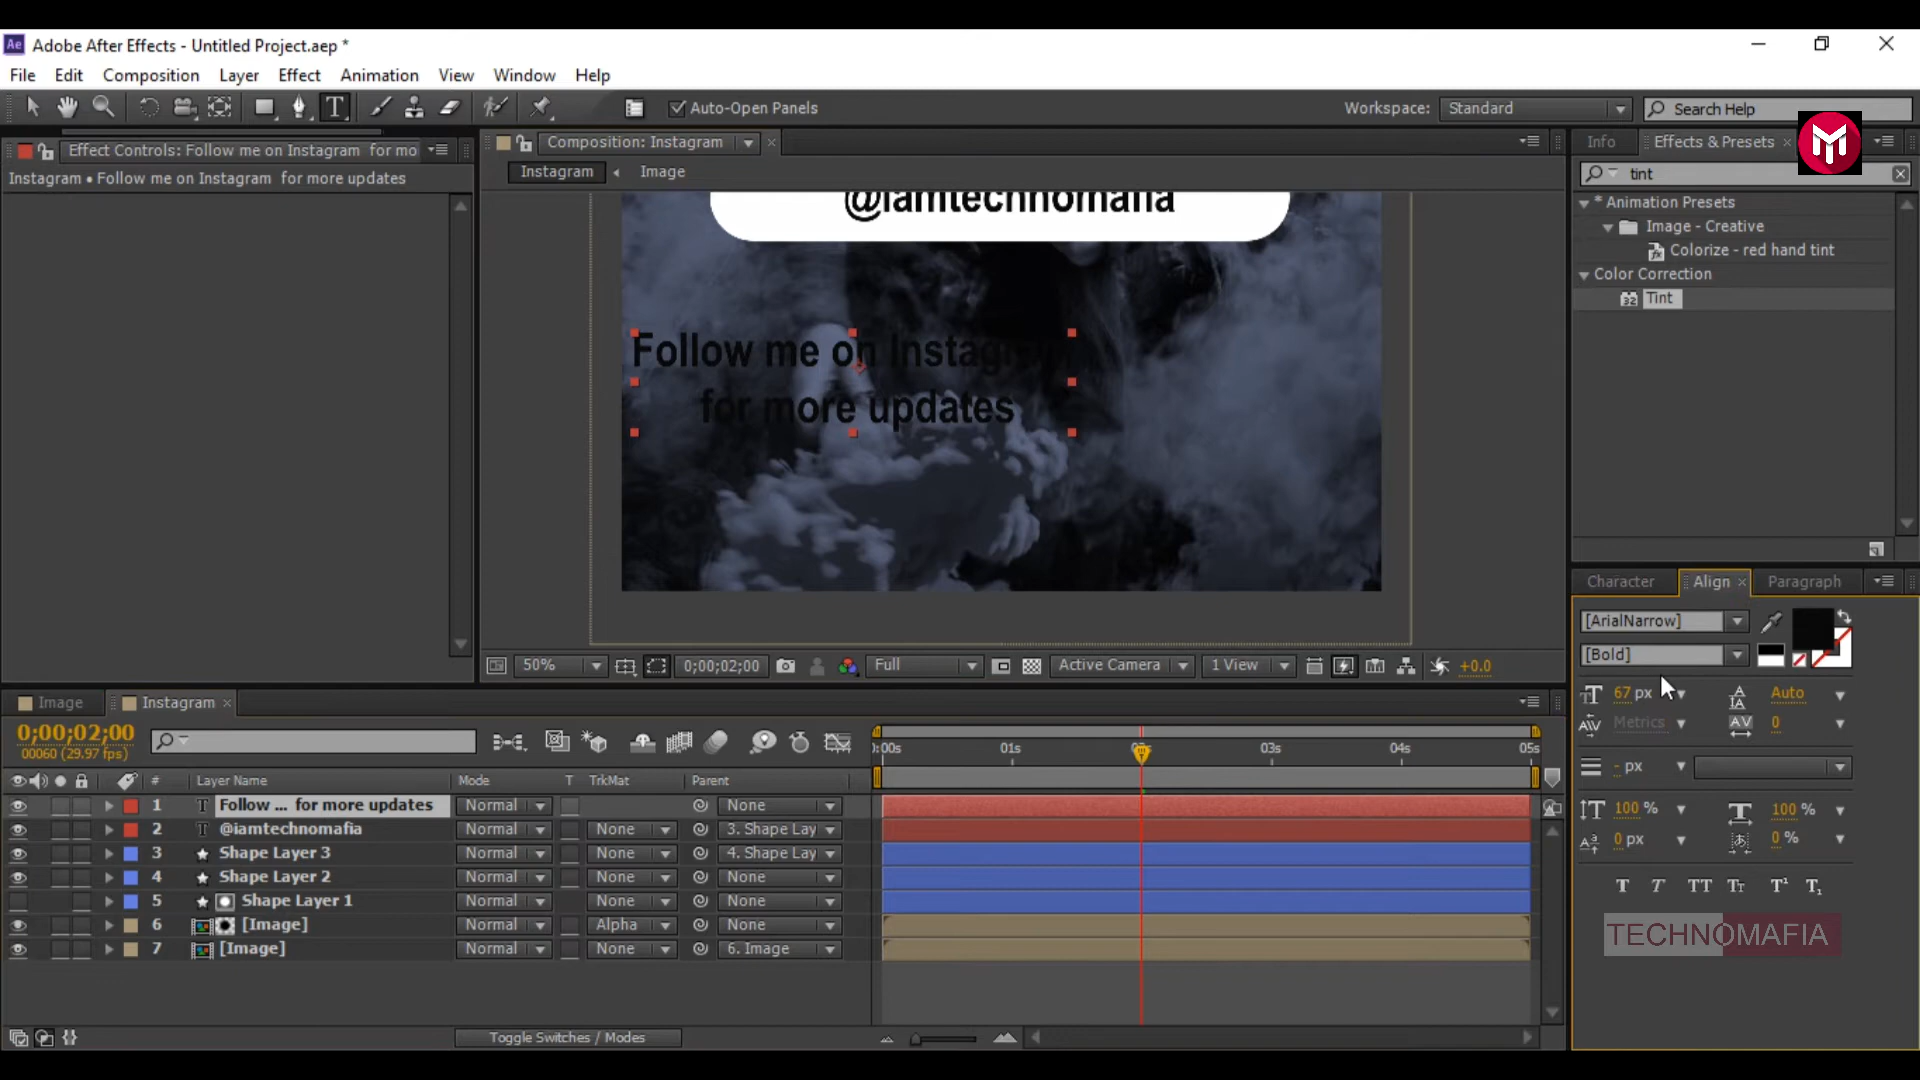 Adobe After Effects - Untitled Project.aep *
File Edit Composition Layer Effect Animation View Window Help
Auto-Open Panels
Workspace: Standard
Search Help
Effect Controls: Follow me on Instagram for mo
Composition: Instagram
Info Effects & Presets
Instagram • Follow me on Instagram for more updates
Instagram Image
tint
* Animation Presets
Image - Creative
Colorize - red hand tint
Color Correction
32 Tint
@iamtechnomafia
Follow me on Instagram
for more updates
50%
0;00;02;00
Full
Active Camera
1 View
+0.0
Character Align Paragraph
[ArialNarrow]
[Bold]
67 px
Auto
Metrics
0
- px
100 %
100 %
0 px
0 %
TECHNOMAFIA
Image Instagram
0;00;02;00
00060 (29.97 fps)
01s 03s 04s 05s
# Layer Name Mode T TrkMat Parent
1 Follow ... for more updates Normal None
2 @iamtechnomafia Normal None 3. Shape Lay
3 Shape Layer 3 Normal None 4. Shape Lay
4 Shape Layer 2 Normal None None
5 Shape Layer 1 Normal None None
6 [Image] Normal Alpha None
7 [Image] Normal None 6. Image
Toggle Switches / Modes